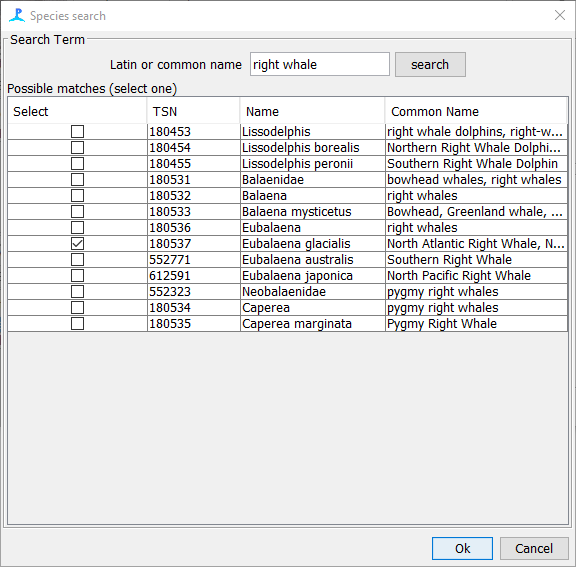 Species search
Search Term
Latin or common name right whale search
Possible matches (select one)
Select TSN Name Common Name
180453 Lissodelphis right whale dolphins, right-w...
180454 Lissodelphis borealis Northern Right Whale Dolphi...
180455 Lissodelphis peronii Southern Right Whale Dolphin
180531 Balaenidae bowhead whales, right whales
180532 Balaena right whales
180533 Balaena mysticetus Bowhead, Greenland whale, ...
180536 Eubalaena right whales
180537 Eubalaena glacialis North Atlantic Right Whale, N...
552771 Eubalaena australis Southern Right Whale
612591 Eubalaena japonica North Pacific Right Whale
552323 Neobalaenidae pygmy right whales
180534 Caperea pygmy right whales
180535 Caperea marginata Pygmy Right Whale
Ok Cancel